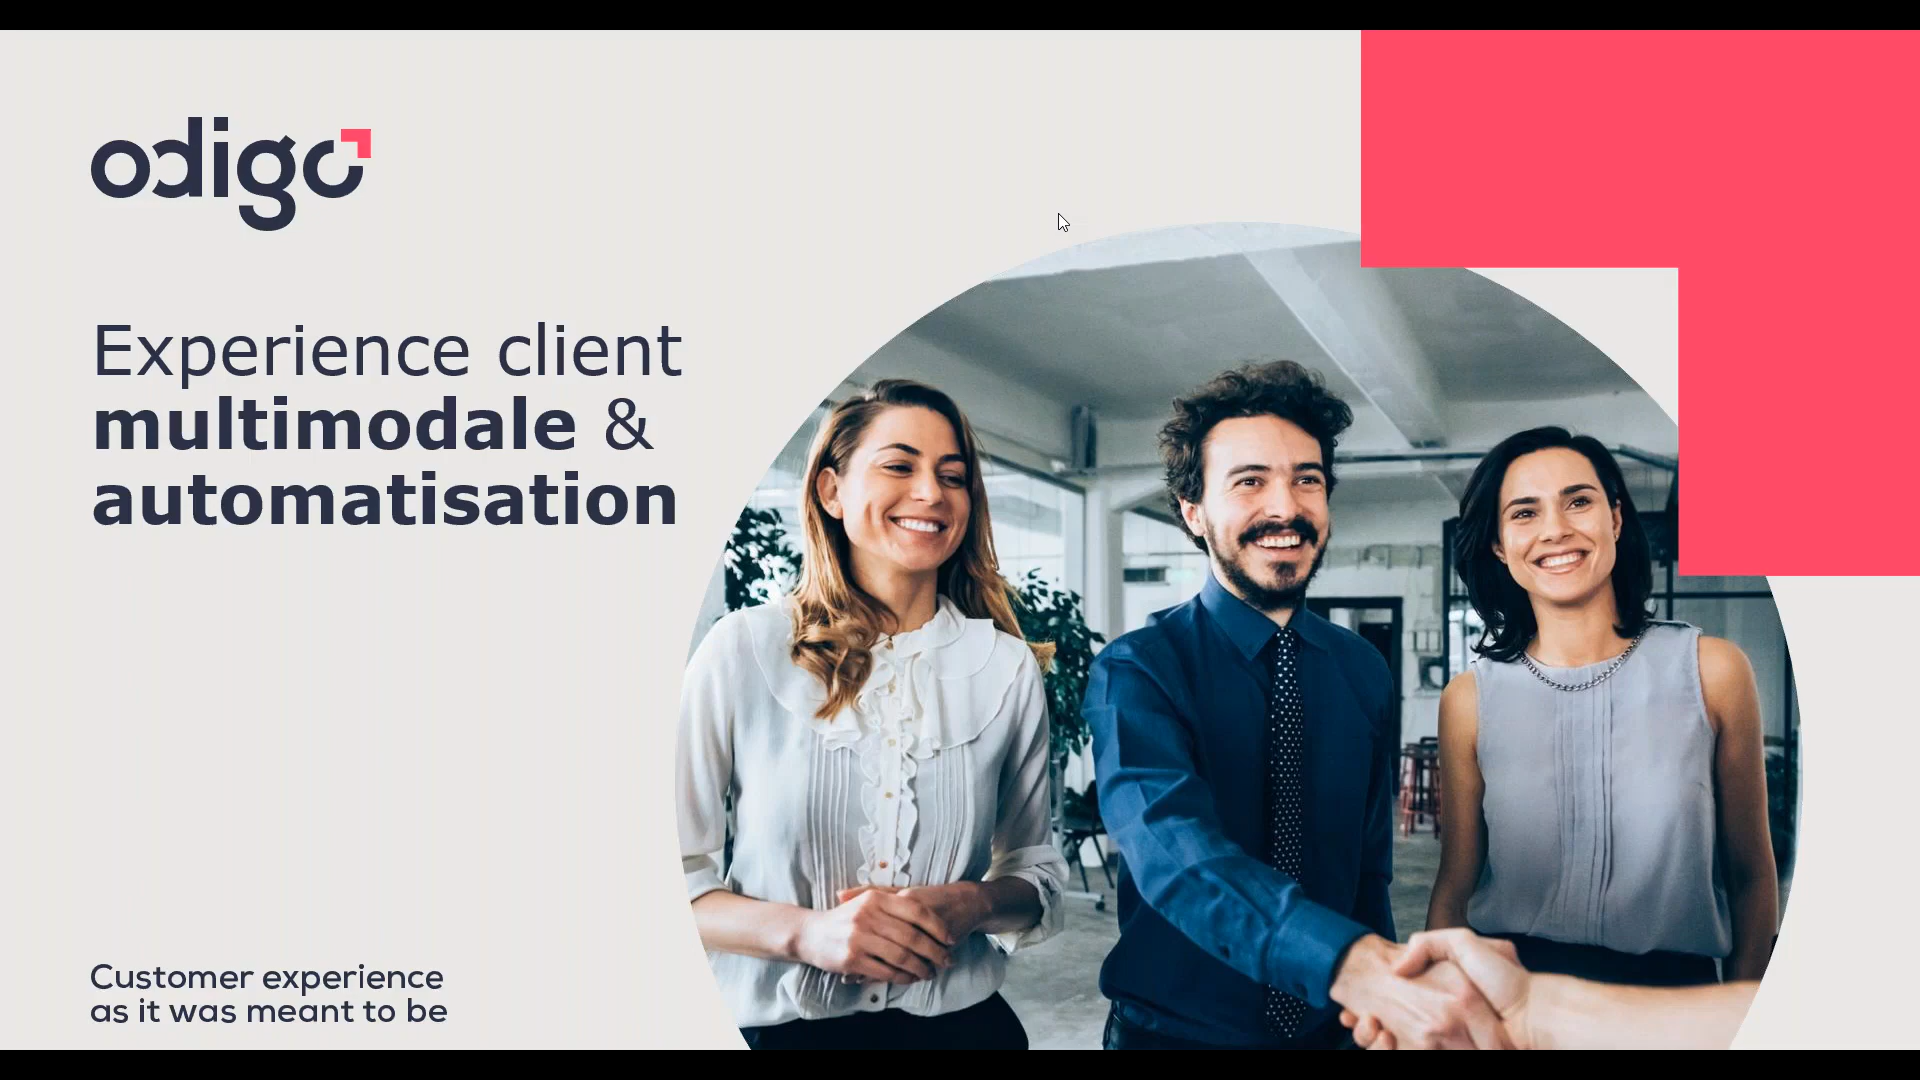 odigo
Experience client
multimodale &
automatisation
Customer experience
as it was meant to be